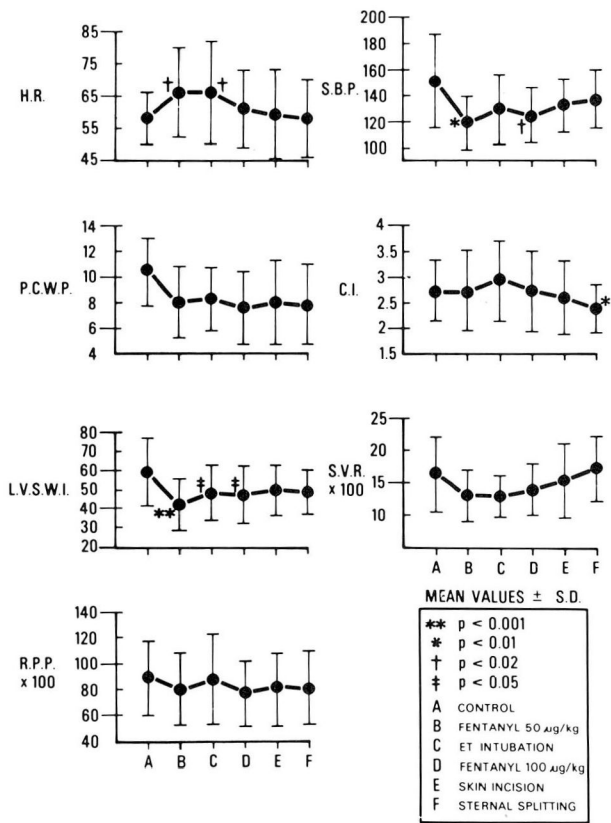 H.R.
85
75
65
55
45
†
†
S.B.P.
200
180
160
140
120
100
*
†
P.C.W.P.
14
12
10
8
6
4
C.I.
4
3.5
3
2.5
2
1.5
*
L.V.S.W.I.
80
70
60
50
40
30
20
**
‡
‡
S.V.R.
x 100
25
20
15
10
A B C D E F
R.P.P.
x 100
140
120
100
80
60
40
A B C D E F
MEAN VALUES ± S.D.
** p < 0.001
* p < 0.01
† p < 0.02
‡ p < 0.05
A CONTROL
B FENTANYL 50 µg/kg
C ET INTUBATION
D FENTANYL 100 µg/kg
E SKIN INCISION
F STERNAL SPLITTING